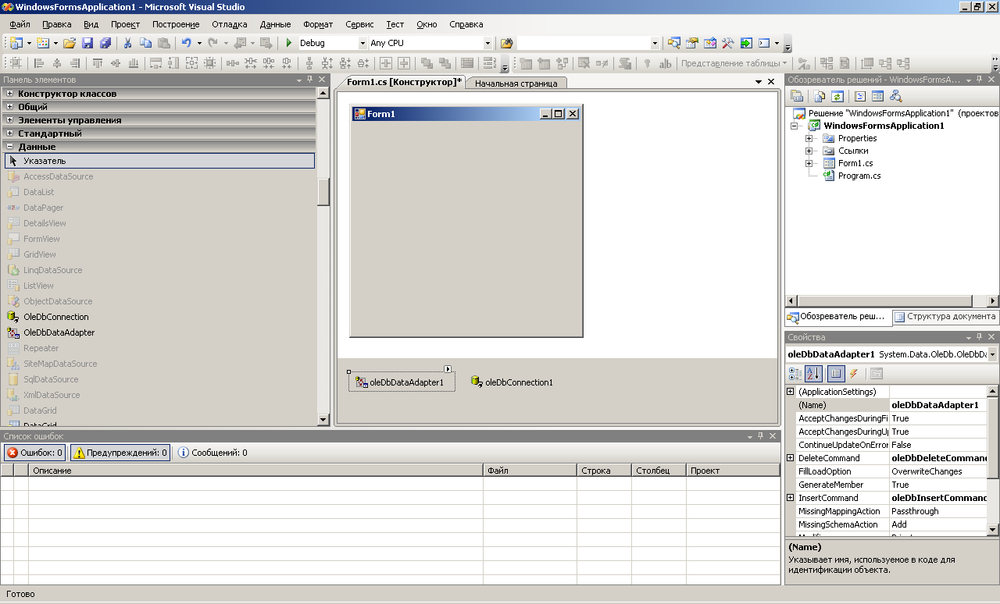 WindowsFormsApplication1 - Microsoft Visual Studio
Файл Правка Вид Проект Построение Отладка Данные Формат Сервис Тест Окно Справка
Debug Any CPU
Представление таблицы
Панель элементов
Конструктор классов
Общий
Элементы управления
Стандартный
Данные
Указатель
AccessDataSource
DataList
DataPager
DetailsView
FormView
GridView
LinqDataSource
ListView
ObjectDataSource
OleDbConnection
OleDbDataAdapter
Repeater
SiteMapDataSource
SqlDataSource
XmlDataSource
DataGrid
DataGrid
Form1.cs [Конструктор]* Начальная страница
Form1
oleDbDataAdapter1 oleDbConnection1
Обозреватель решений - WindowsFormsA...
Решение "WindowsFormsApplication1" (проектов
WindowsFormsApplication1
Properties
Ссылки
Form1.cs
Program.cs
Обозреватель реш... Структура документа
Свойства
oleDbDataAdapter1 System.Data.OleDb.OleDbDa
(ApplicationSettings)
(Name) oleDbDataAdapter1
AcceptChangesDuringFi True
AcceptChangesDuringU True
ContinueUpdateOnError False
DeleteCommand oleDbDeleteCommand
FillLoadOption OverwriteChanges
GenerateMember True
InsertCommand oleDbInsertCommand
MissingMappingAction Passthrough
MissingSchemaAction Add
(Name)
Указывает имя, используемое в коде для
идентификации объекта.
Список ошибок
Ошибок: 0 Предупреждений: 0 Сообщений: 0
Описание Файл Строка Столбец Проект
Готово